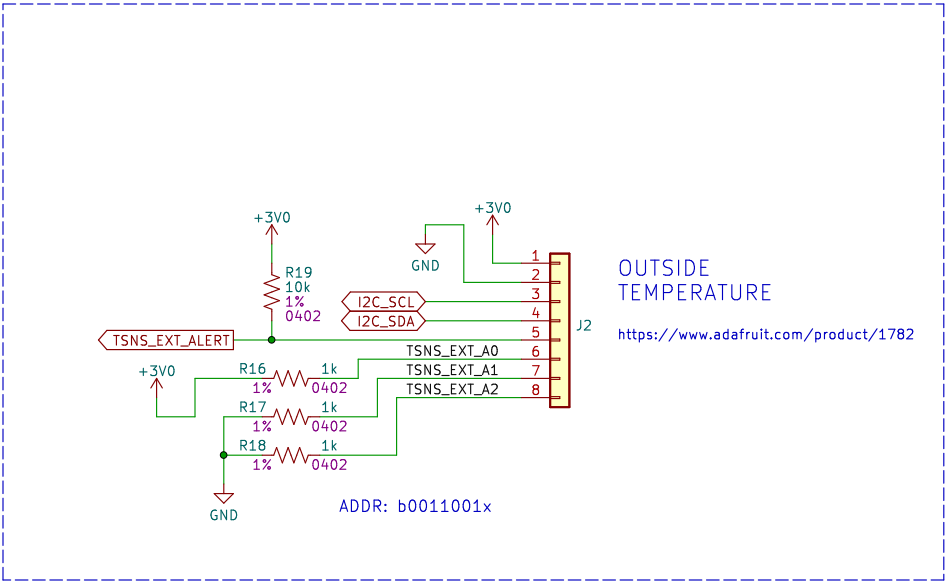 +3V0
+3V0
GND
R19
10k
1%
0402
1
2
3
4
5
6
7
8
I2C_SCL
I2C_SDA
J2
OUTSIDE
TEMPERATURE
https://www.adafruit.com/product/1782
TSNS_EXT_ALERT
TSNS_EXT_A0
TSNS_EXT_A1
TSNS_EXT_A2
+3V0
R16 1k
1% 0402
R17 1k
1% 0402
R18 1k
1% 0402
GND
ADDR: b0011001x